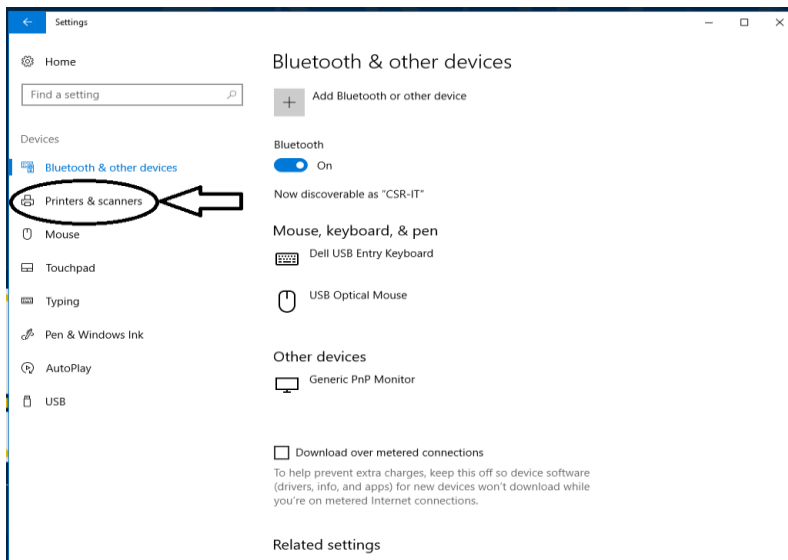 Settings
Home
Find a setting
Devices
Bluetooth & other devices
Printers & scanners
Mouse
Touchpad
Typing
Pen & Windows Ink
AutoPlay
USB
Bluetooth & other devices
Add Bluetooth or other device
Bluetooth
On
Now discoverable as "CSR-IT"
Mouse, keyboard, & pen
Dell USB Entry Keyboard
USB Optical Mouse
Other devices
Generic PnP Monitor
Download over metered connections
To help prevent extra charges, keep this off so device software
(drivers, info, and apps) for new devices won't download while
you're on metered Internet connections.
Related settings